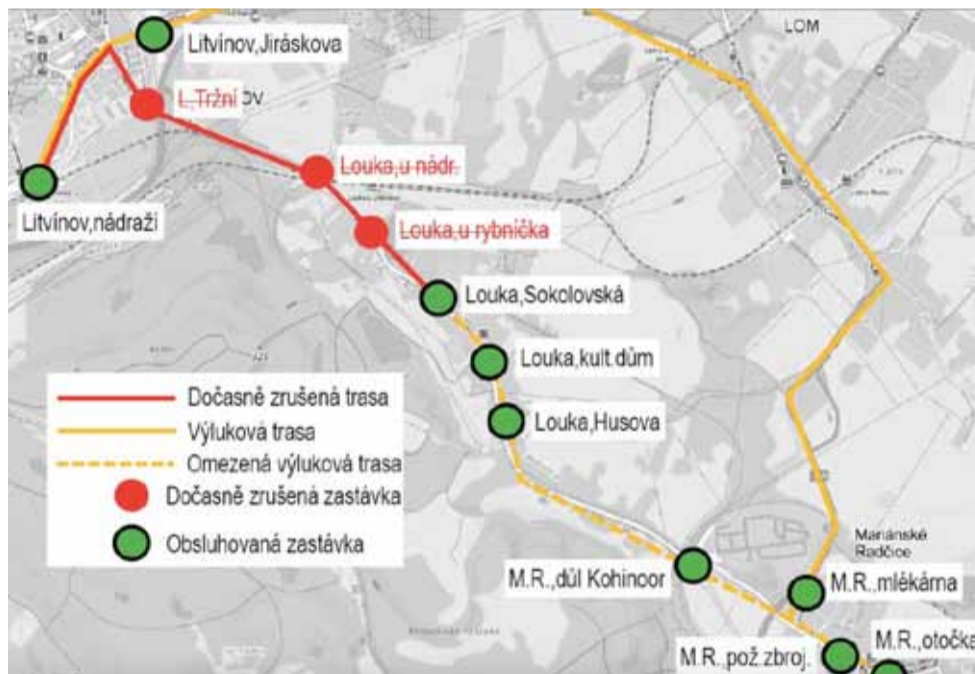 LOM
Litvínov,Jiráskova
L.,Tržní
OV
Louka,u nádr.
Litvínov,nádraží
Louka,u rybníčka
Louka,Sokolovská
Louka,kult.dům
Dočasně zrušená trasa
Louka,Husova
Výluková trasa
Omezená výluková trasa
Dočasně zrušená zastávka
Obsluhovaná zastávka
Mariánské
Radčice
M.R.,důl Kohinoor
M.R.,mlékárna
M.R.,otočka
M.R.,pož.zbroj.